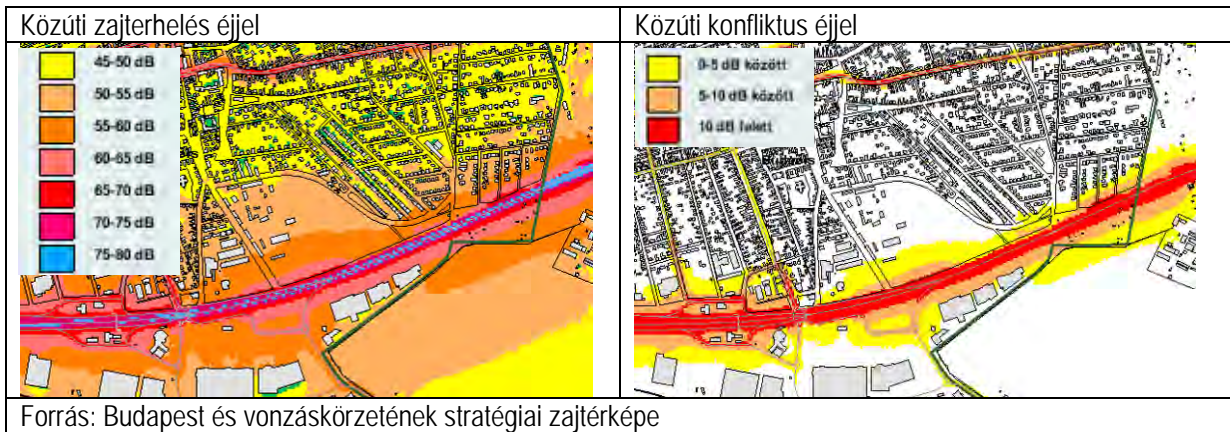 Közúti zajterhelés éjjel
45-50 dB
50-55 dB
55-60 dB
60-65 dB
65-70 dB
70-75 dB
75-80 dB
Közúti konfliktus éjjel
0-5 dB között
5-10 dB között
10 dB felett
Forrás: Budapest és vonzáskörzetének stratégiai zajtérképe